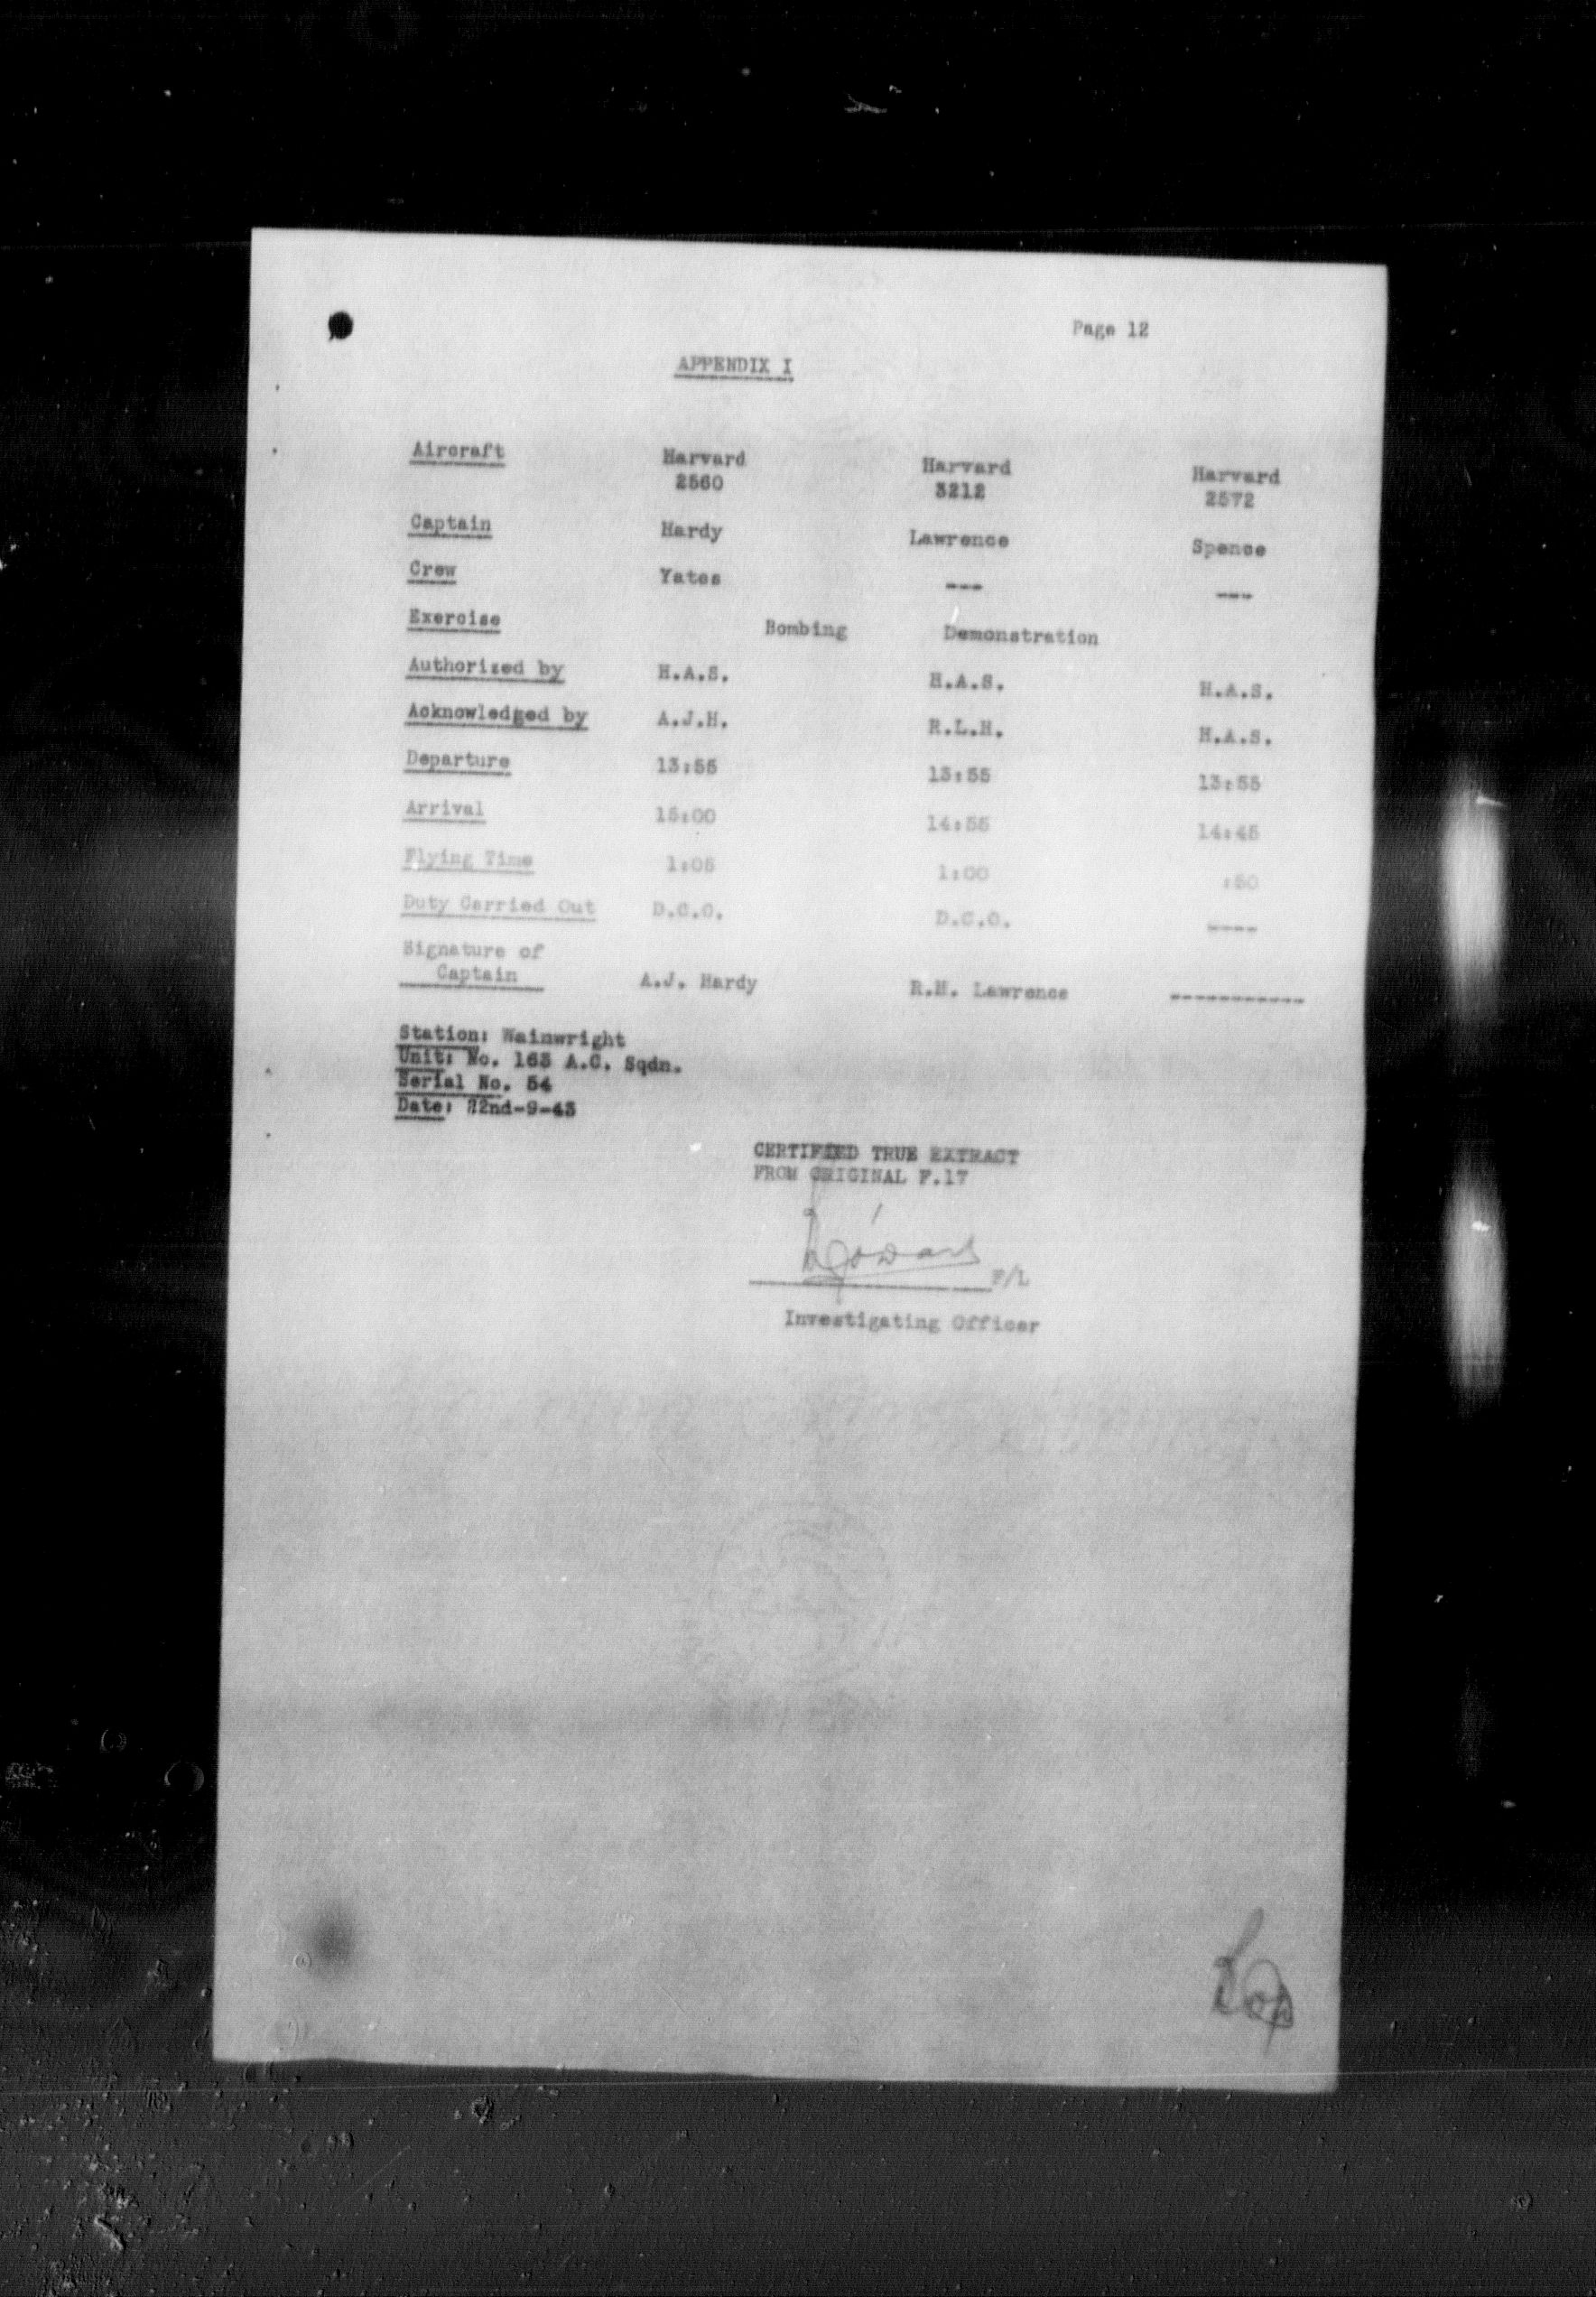 Page 12
APPENDIX I
Aircraft Harvard Harvard Harvard
2560 3212 2572
Captain Hardy Lawrence Spence
Crew Yates --- ---
Exercise Bombing Demonstration
Authorized by H.A.S. H.A.S. H.A.S.
Acknowledged by A.J.H. R.L.H. H.A.S.
Departure 13:55 13:55 13:55
Arrival 15:00 14:55 14:45
Flying Time 1:05 1:00 :50
Duty Carried Out D.C.O. D.C.O. ----
Signature of
Captain A.J. Hardy R.H. Lawrence -----------
Station: Wainwright
Unit: No. 163 A.C. Sqdn.
Serial No. 54
Date: 22nd-9-43
CERTIFIED TRUE EXTRACT
FROM ORIGINAL F.17
F/L
Investigating Officer